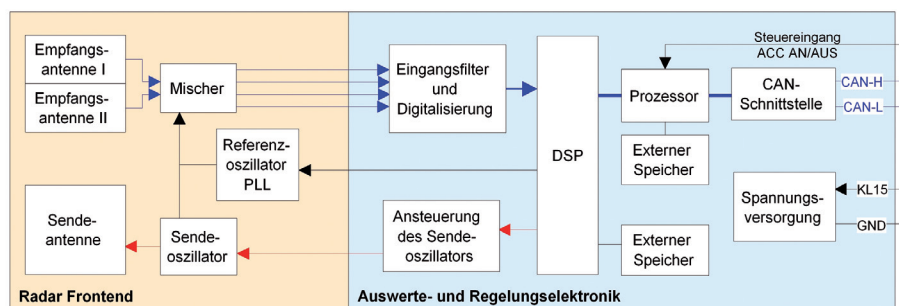 Empfangs-
antenne I
Empfangs-
antenne II
Mischer
Referenz-
oszillator
PLL
Sende-
antenne
Sende-
oszillator
Radar Frontend
Eingangsfilter
und
Digitalisierung
Ansteuerung
des Sende-
oszillators
DSP
Steuereingang
ACC AN/AUS
Prozessor
Externer
Speicher
CAN-
Schnittstelle
CAN-H
CAN-L
Spannungs-
versorgung
KL15
GND
Externer
Speicher
Auswerte- und Regelungselektronik